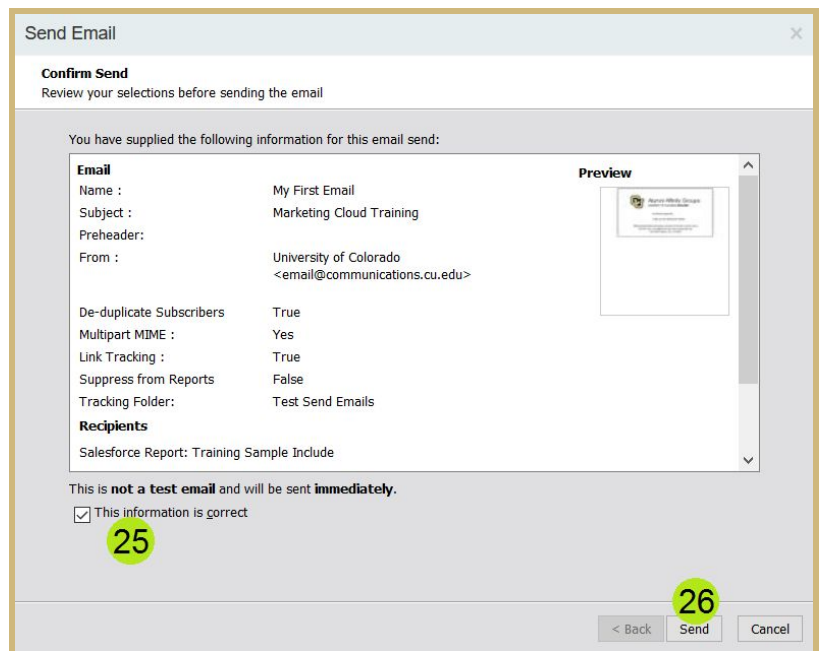 Send Email
Confirm Send
Review your selections before sending the email
You have supplied the following information for this email send:
Email
Preview
Name : My First Email
Subject : Marketing Cloud Training
Preheader:
From : University of Colorado
<email@communications.cu.edu>
De-duplicate Subscribers True
Multipart MIME : Yes
Link Tracking : True
Suppress from Reports False
Tracking Folder: Test Send Emails
Recipients
Salesforce Report: Training Sample Include
This is not a test email and will be sent immediately.
This information is correct
25
26
< Back Send Cancel